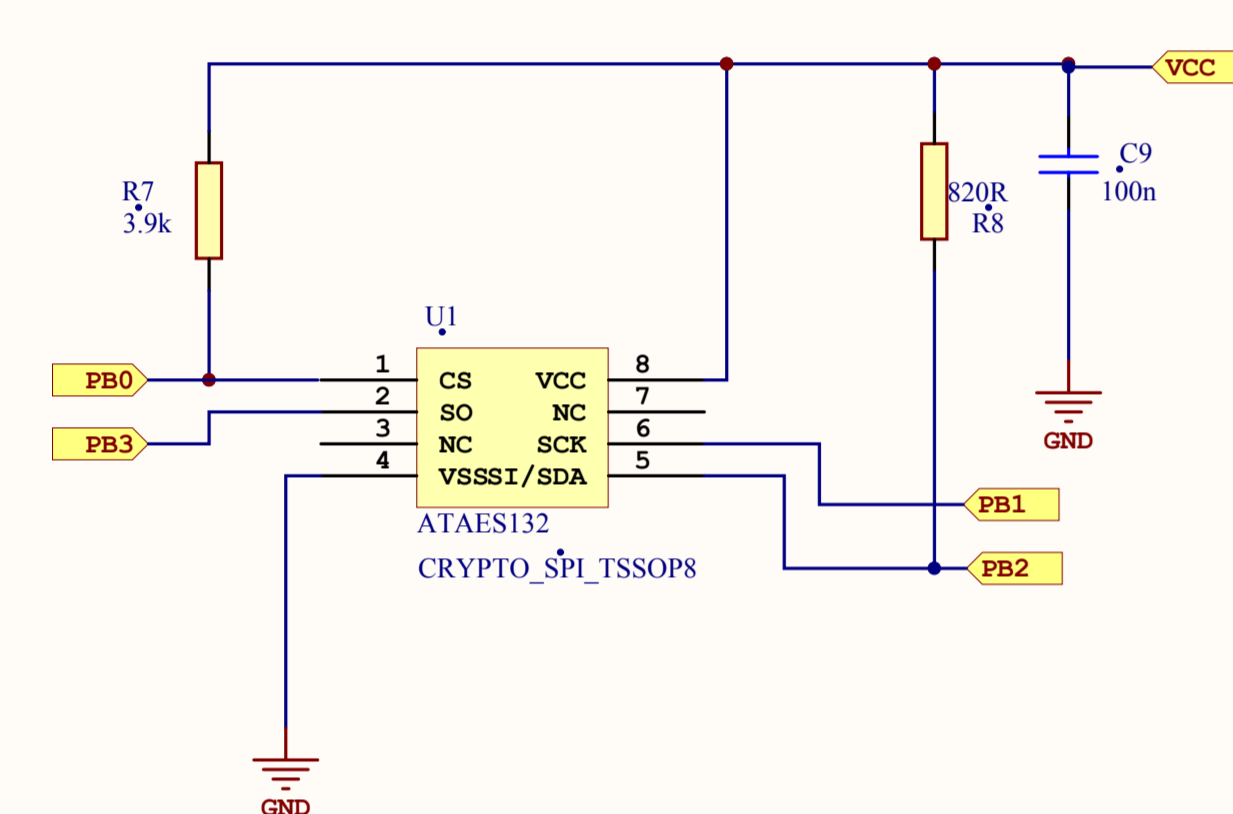 VCC
C9
100n
R7
3.9k
820R
R8
U1
PB0
1
CS
VCC
8
2
SO
NC
7
PB3
3
NC
SCK
6
4
VSSSI/SDA
5
GND
PB1
ATAES132
CRYPTO_SPI_TSSOP8
PB2
GND